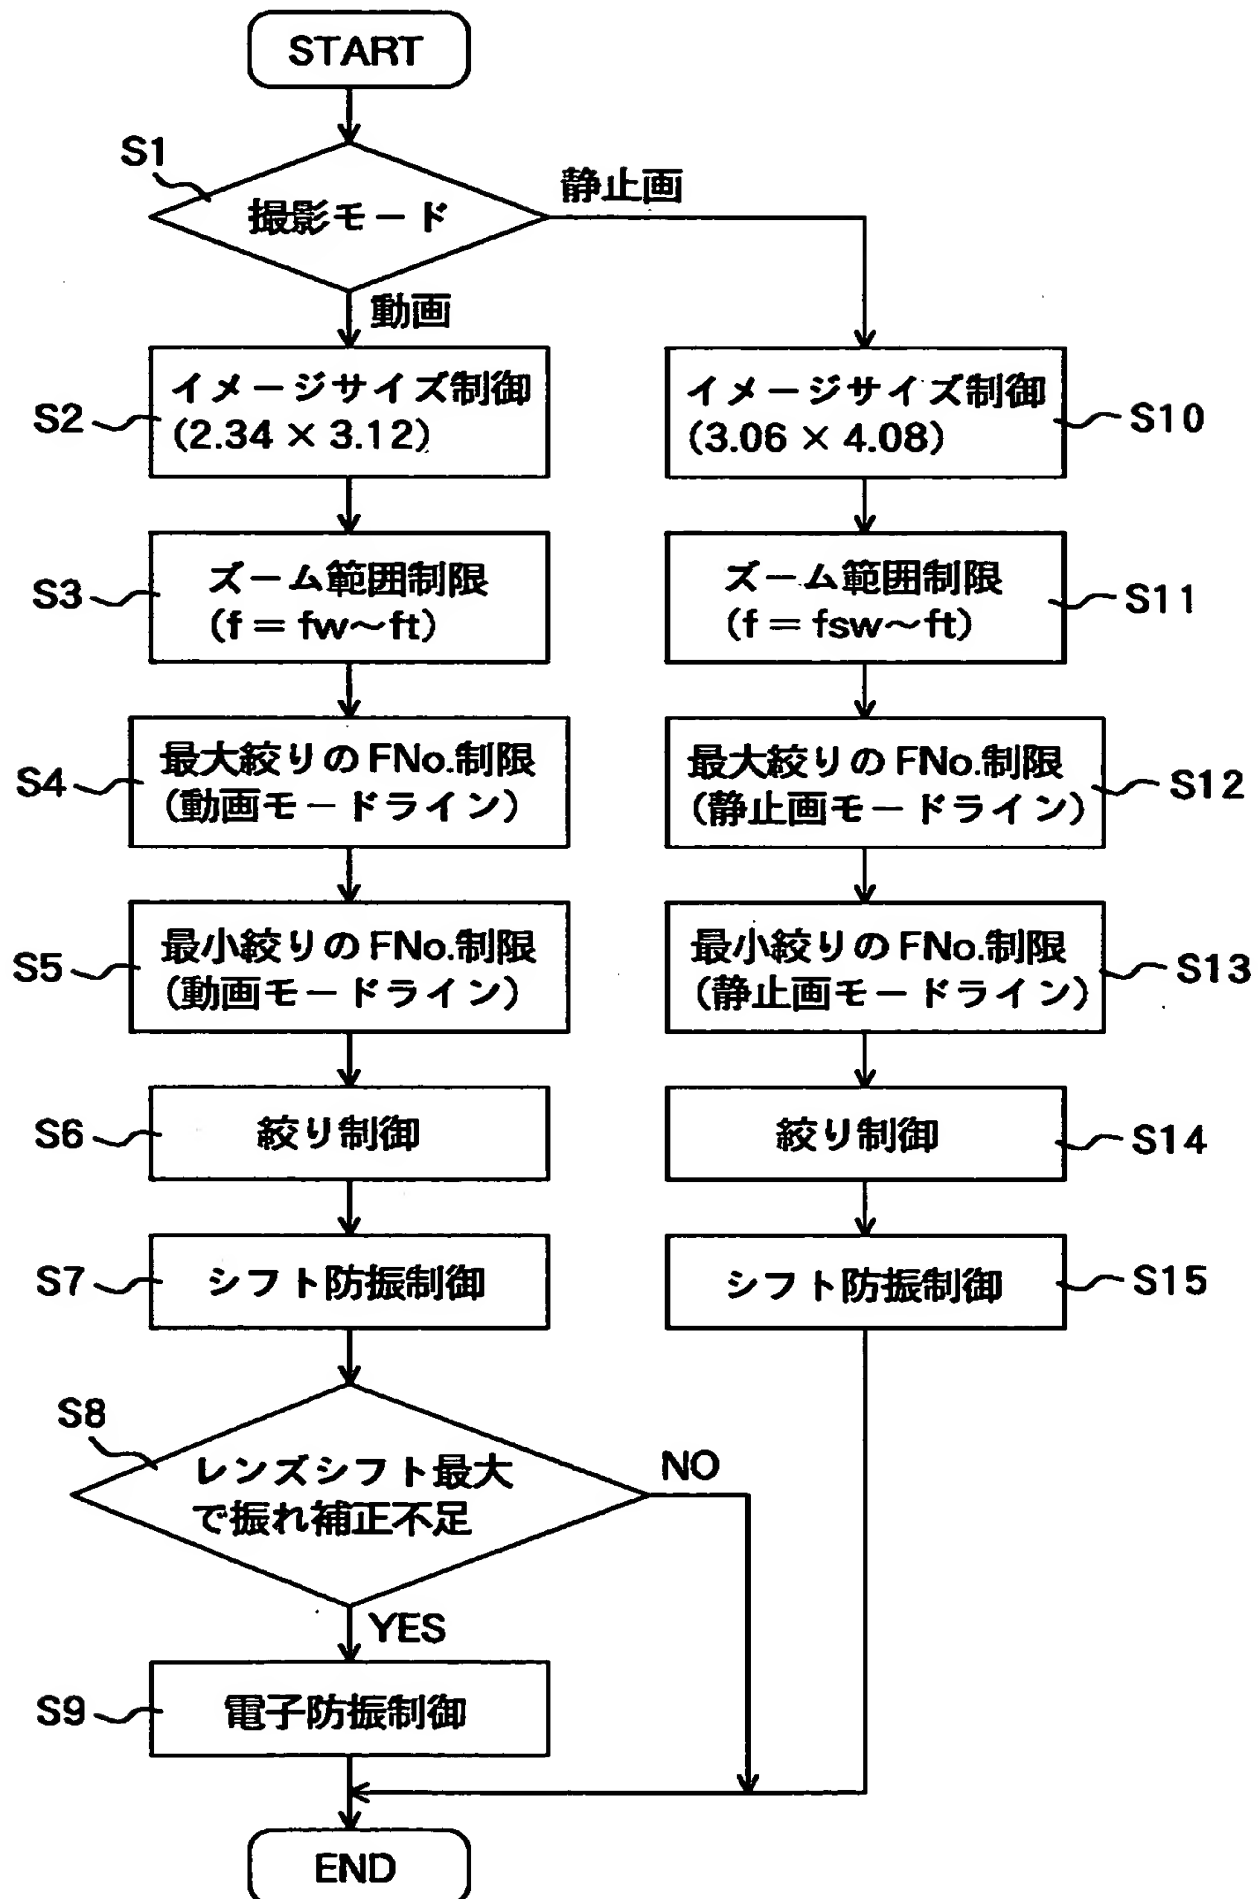 START
S1
撮影モード
静止画
動画
S2
イメージサイズ制御
(2.34 × 3.12)
S3
ズーム範囲制限
(f = fw～ft)
S4
最大絞りのFNo.制限
(動画モードライン)
S5
最小絞りのFNo.制限
(動画モードライン)
S6
絞り制御
S7
シフト防振制御
S8
レンズシフト最大
で振れ補正不足
NO
YES
S9
電子防振制御
イメージサイズ制御
(3.06 × 4.08)
S10
ズーム範囲制限
(f = fsw～ft)
S11
最大絞りのFNo.制限
(静止画モードライン)
S12
最小絞りのFNo.制限
(静止画モードライン)
S13
絞り制御
S14
シフト防振制御
S15
END